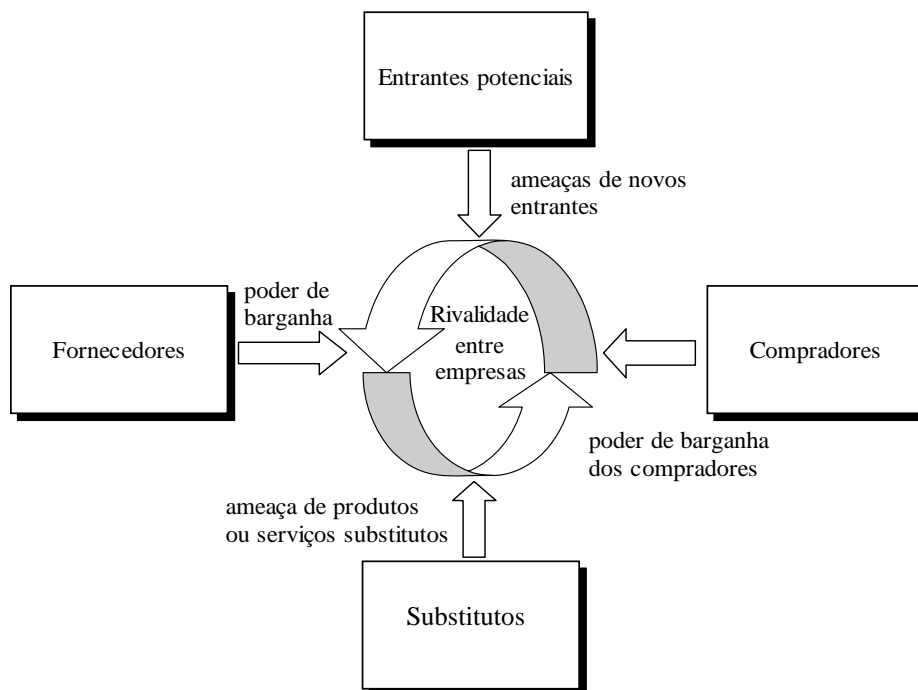 Entrantes potenciais
ameaças de novos
entrantes
poder de
barganha
Fornecedores
Rivalidade
entre
empresas
Compradores
poder de barganha
dos compradores
ameaça de produtos
ou serviços substitutos
Substitutos